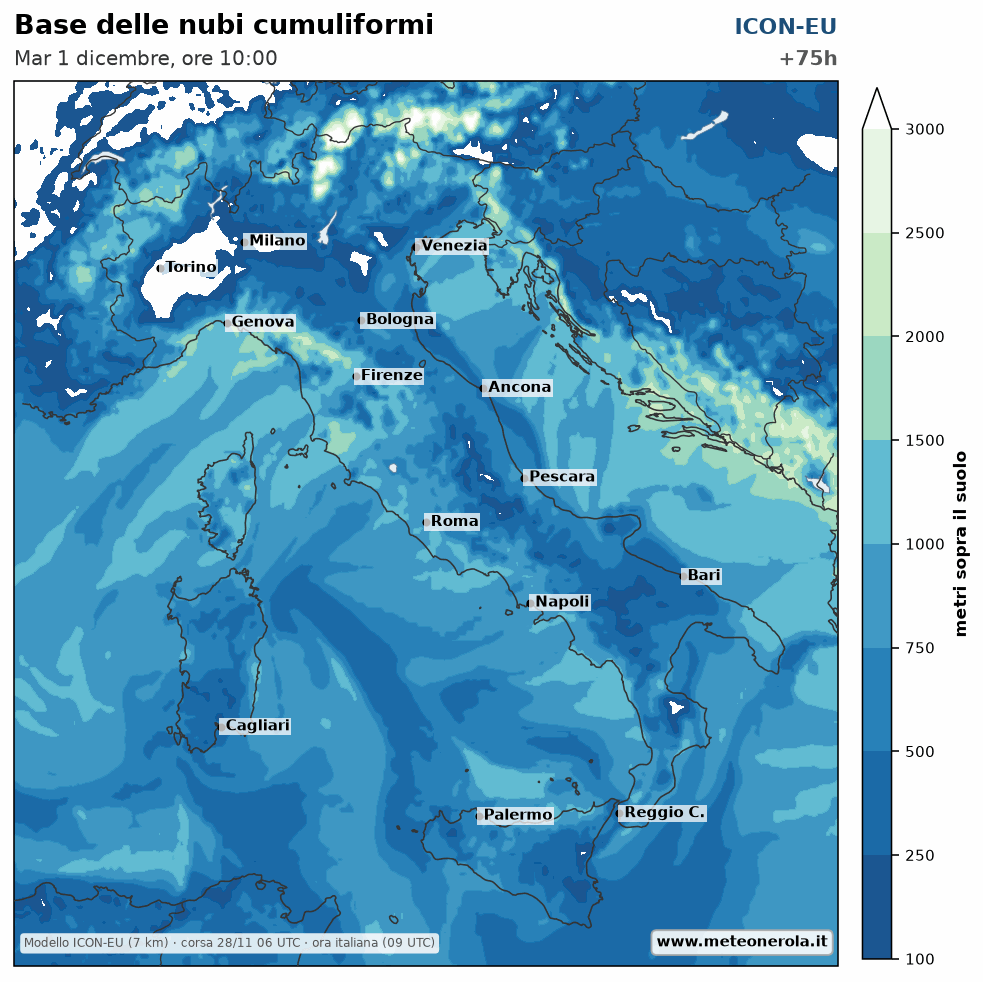 Base delle nubi cumuliformi
ICON-EU
Mar 1 dicembre, ore 10:00
+75h
3000
2500
2000
1500
1000
750
500
250
100
metri sopra il suolo
Milano
Venezia
Torino
Genova
Bologna
Firenze
Ancona
Pescara
Roma
Bari
Napoli
Cagliari
Palermo
Reggio C.
Modello ICON-EU (7 km) · corsa 28/11 06 UTC · ora italiana (09 UTC)
www.meteonerola.it